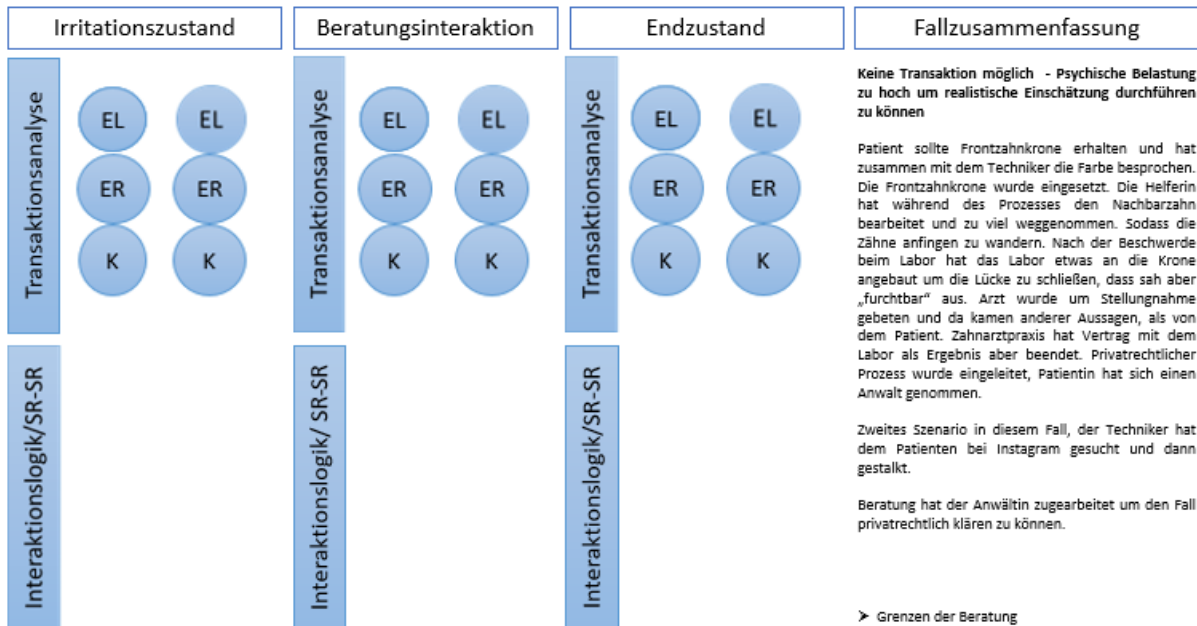 Irritationszustand
Beratungsinteraktion
Endzustand
Fallzusammenfassung
Transaktionsanalyse
EL EL
ER ER
K K
Interaktionslogik/SR-SR
Transaktionsanalyse
EL EL
ER ER
K K
Interaktionslogik/ SR-SR
Transaktionsanalyse
EL EL
ER ER
K K
Interaktionslogik/SR-SR
Keine Transaktion möglich - Psychische Belastung
zu hoch um realistische Einschätzung durchführen
zu können
Patient sollte Frontzahnkrone erhalten und hat
zusammen mit dem Techniker die Farbe besprochen.
Die Frontzahnkrone wurde eingesetzt. Die Helferin
hat während des Prozesses den Nachbarzahn
bearbeitet und zu viel weggenommen. Sodass die
Zähne anfingen zu wandern. Nach der Beschwerde
beim Labor hat das Labor etwas an die Krone
angebaut um die Lücke zu schließen, dass sah aber
„furchtbar“ aus. Arzt wurde um Stellungnahme
gebeten und da kamen anderer Aussagen, als von
dem Patient. Zahnarztpraxis hat Vertrag mit dem
Labor als Ergebnis aber beendet. Privatrechtlicher
Prozess wurde eingeleitet, Patientin hat sich einen
Anwalt genommen.
Zweites Szenario in diesem Fall, der Techniker hat
dem Patienten bei Instagram gesucht und dann
gestalkt.
Beratung hat der Anwältin zugearbeitet um den Fall
privatrechtlich klären zu können.
➤ Grenzen der Beratung